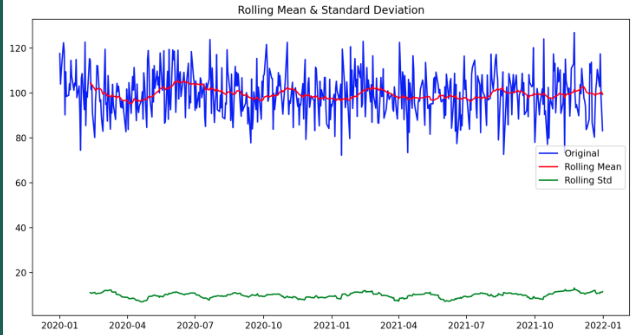 Rolling Mean & Standard Deviation
120
100
80
60
40
20
Original
Rolling Mean
Rolling Std
2020-01 2020-04 2020-07 2020-10 2021-01 2021-04 2021-07 2021-10 2022-01